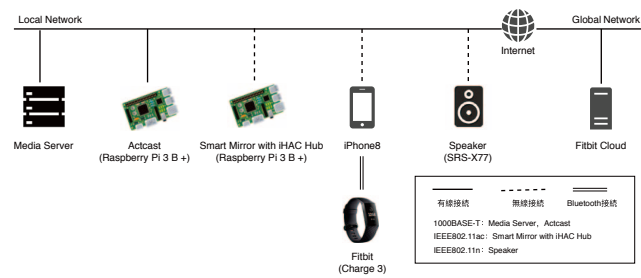 Local Network
Global Network
Internet
Media Server
Actcast
(Raspberry Pi 3 B +)
Smart Mirror with iHAC Hub
(Raspberry Pi 3 B +)
iPhone8
Speaker
(SRS-X77)
Fitbit Cloud
Fitbit
(Charge 3)
有線接続
無線接続
Bluetooth接続
1000BASE-T: Media Server, Actcast
IEEE802.11ac: Smart Mirror with iHAC Hub
IEEE802.11n: Speaker